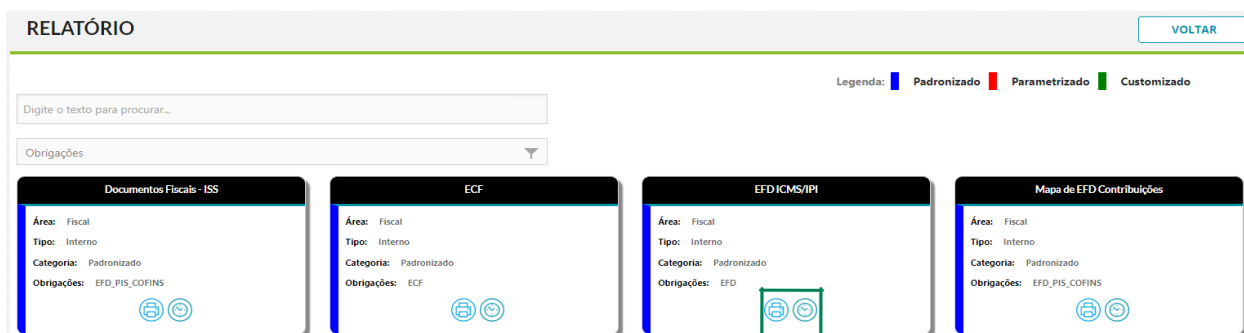 RELATÓRIO
VOLTAR
Legenda: Padronizado Parametrizado Customizado
Digite o texto para procurar...
Obrigações
Documentos Fiscais - ISS
Área: Fiscal
Tipo: Interno
Categoria: Padronizado
Obrigações: EFD_PIS_COFINS
ECF
Área: Fiscal
Tipo: Interno
Categoria: Padronizado
Obrigações: ECF
EFD ICMS/IPI
Área: Fiscal
Tipo: Interno
Categoria: Padronizado
Obrigações: EFD
Mapa de EFD Contribuições
Área: Fiscal
Tipo: Interno
Categoria: Padronizado
Obrigações: EFD_PIS_COFINS